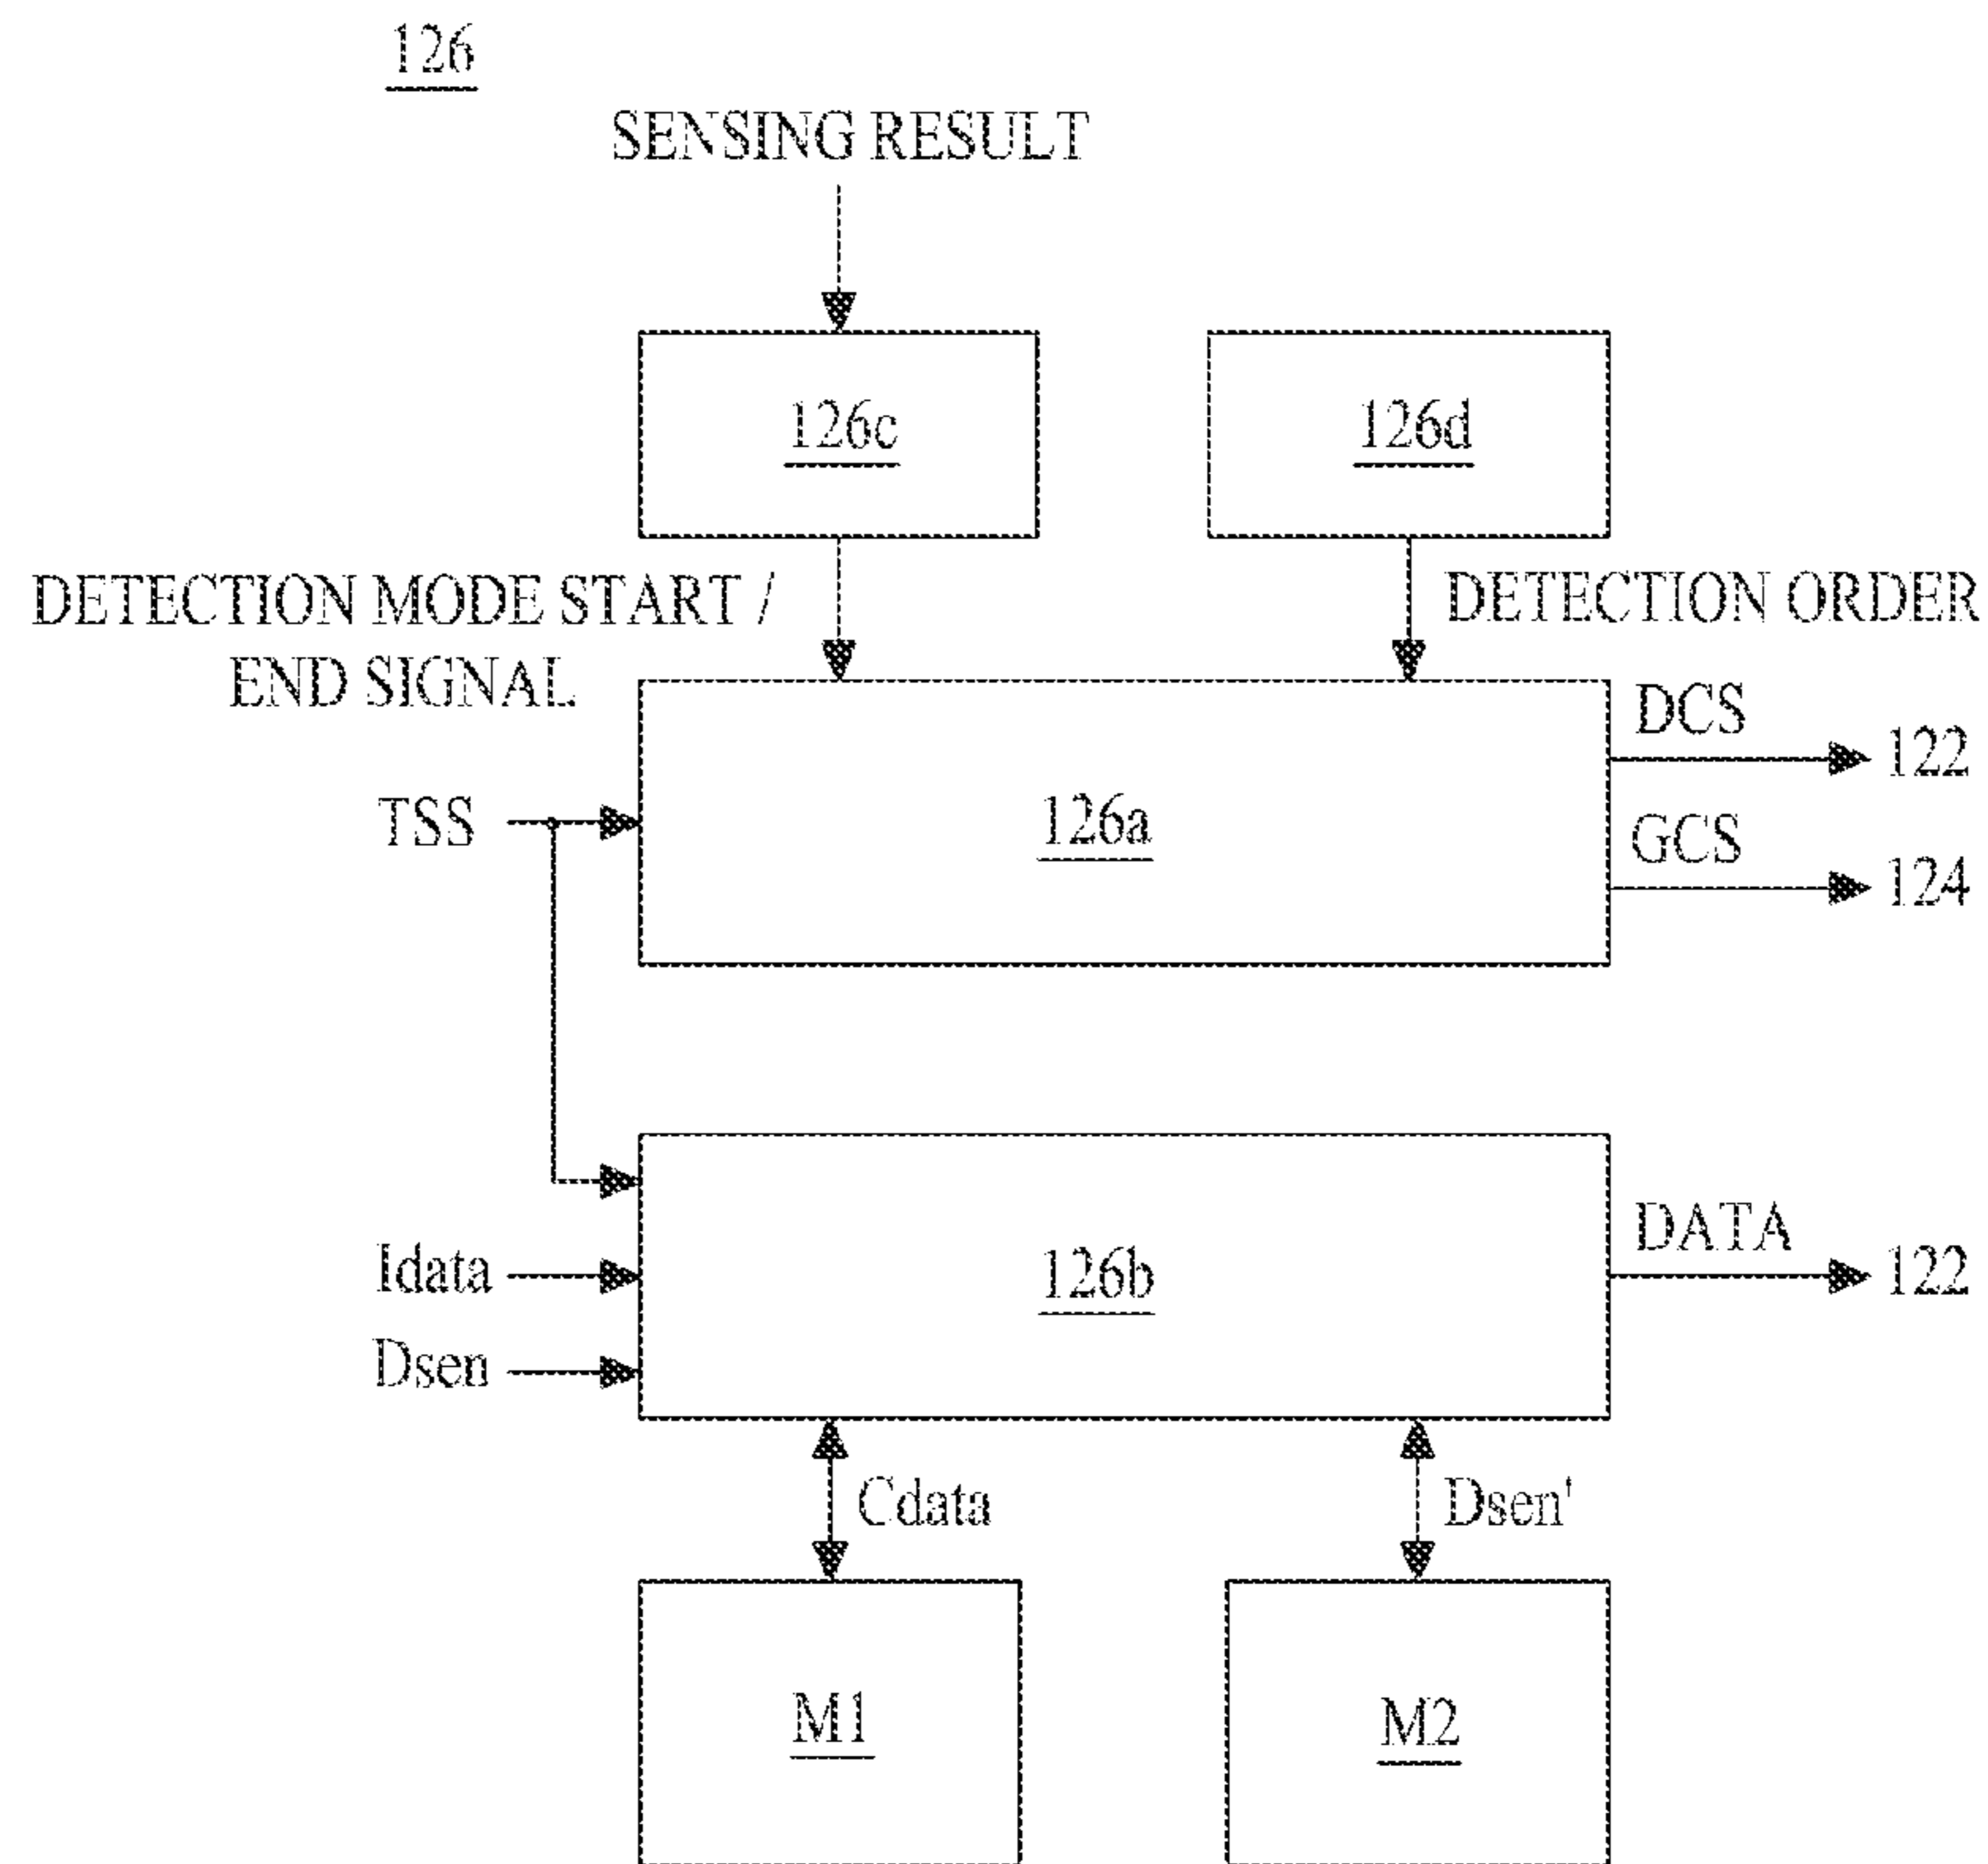 126
SENSING RESULT
126c
126d
DETECTION MODE START /
END SIGNAL
DETECTION ORDER
DCS
122
TSS
126a
GCS
124
DATA
Idata
126b
122
Dsen
Cdata
Dsen'
M1
M2